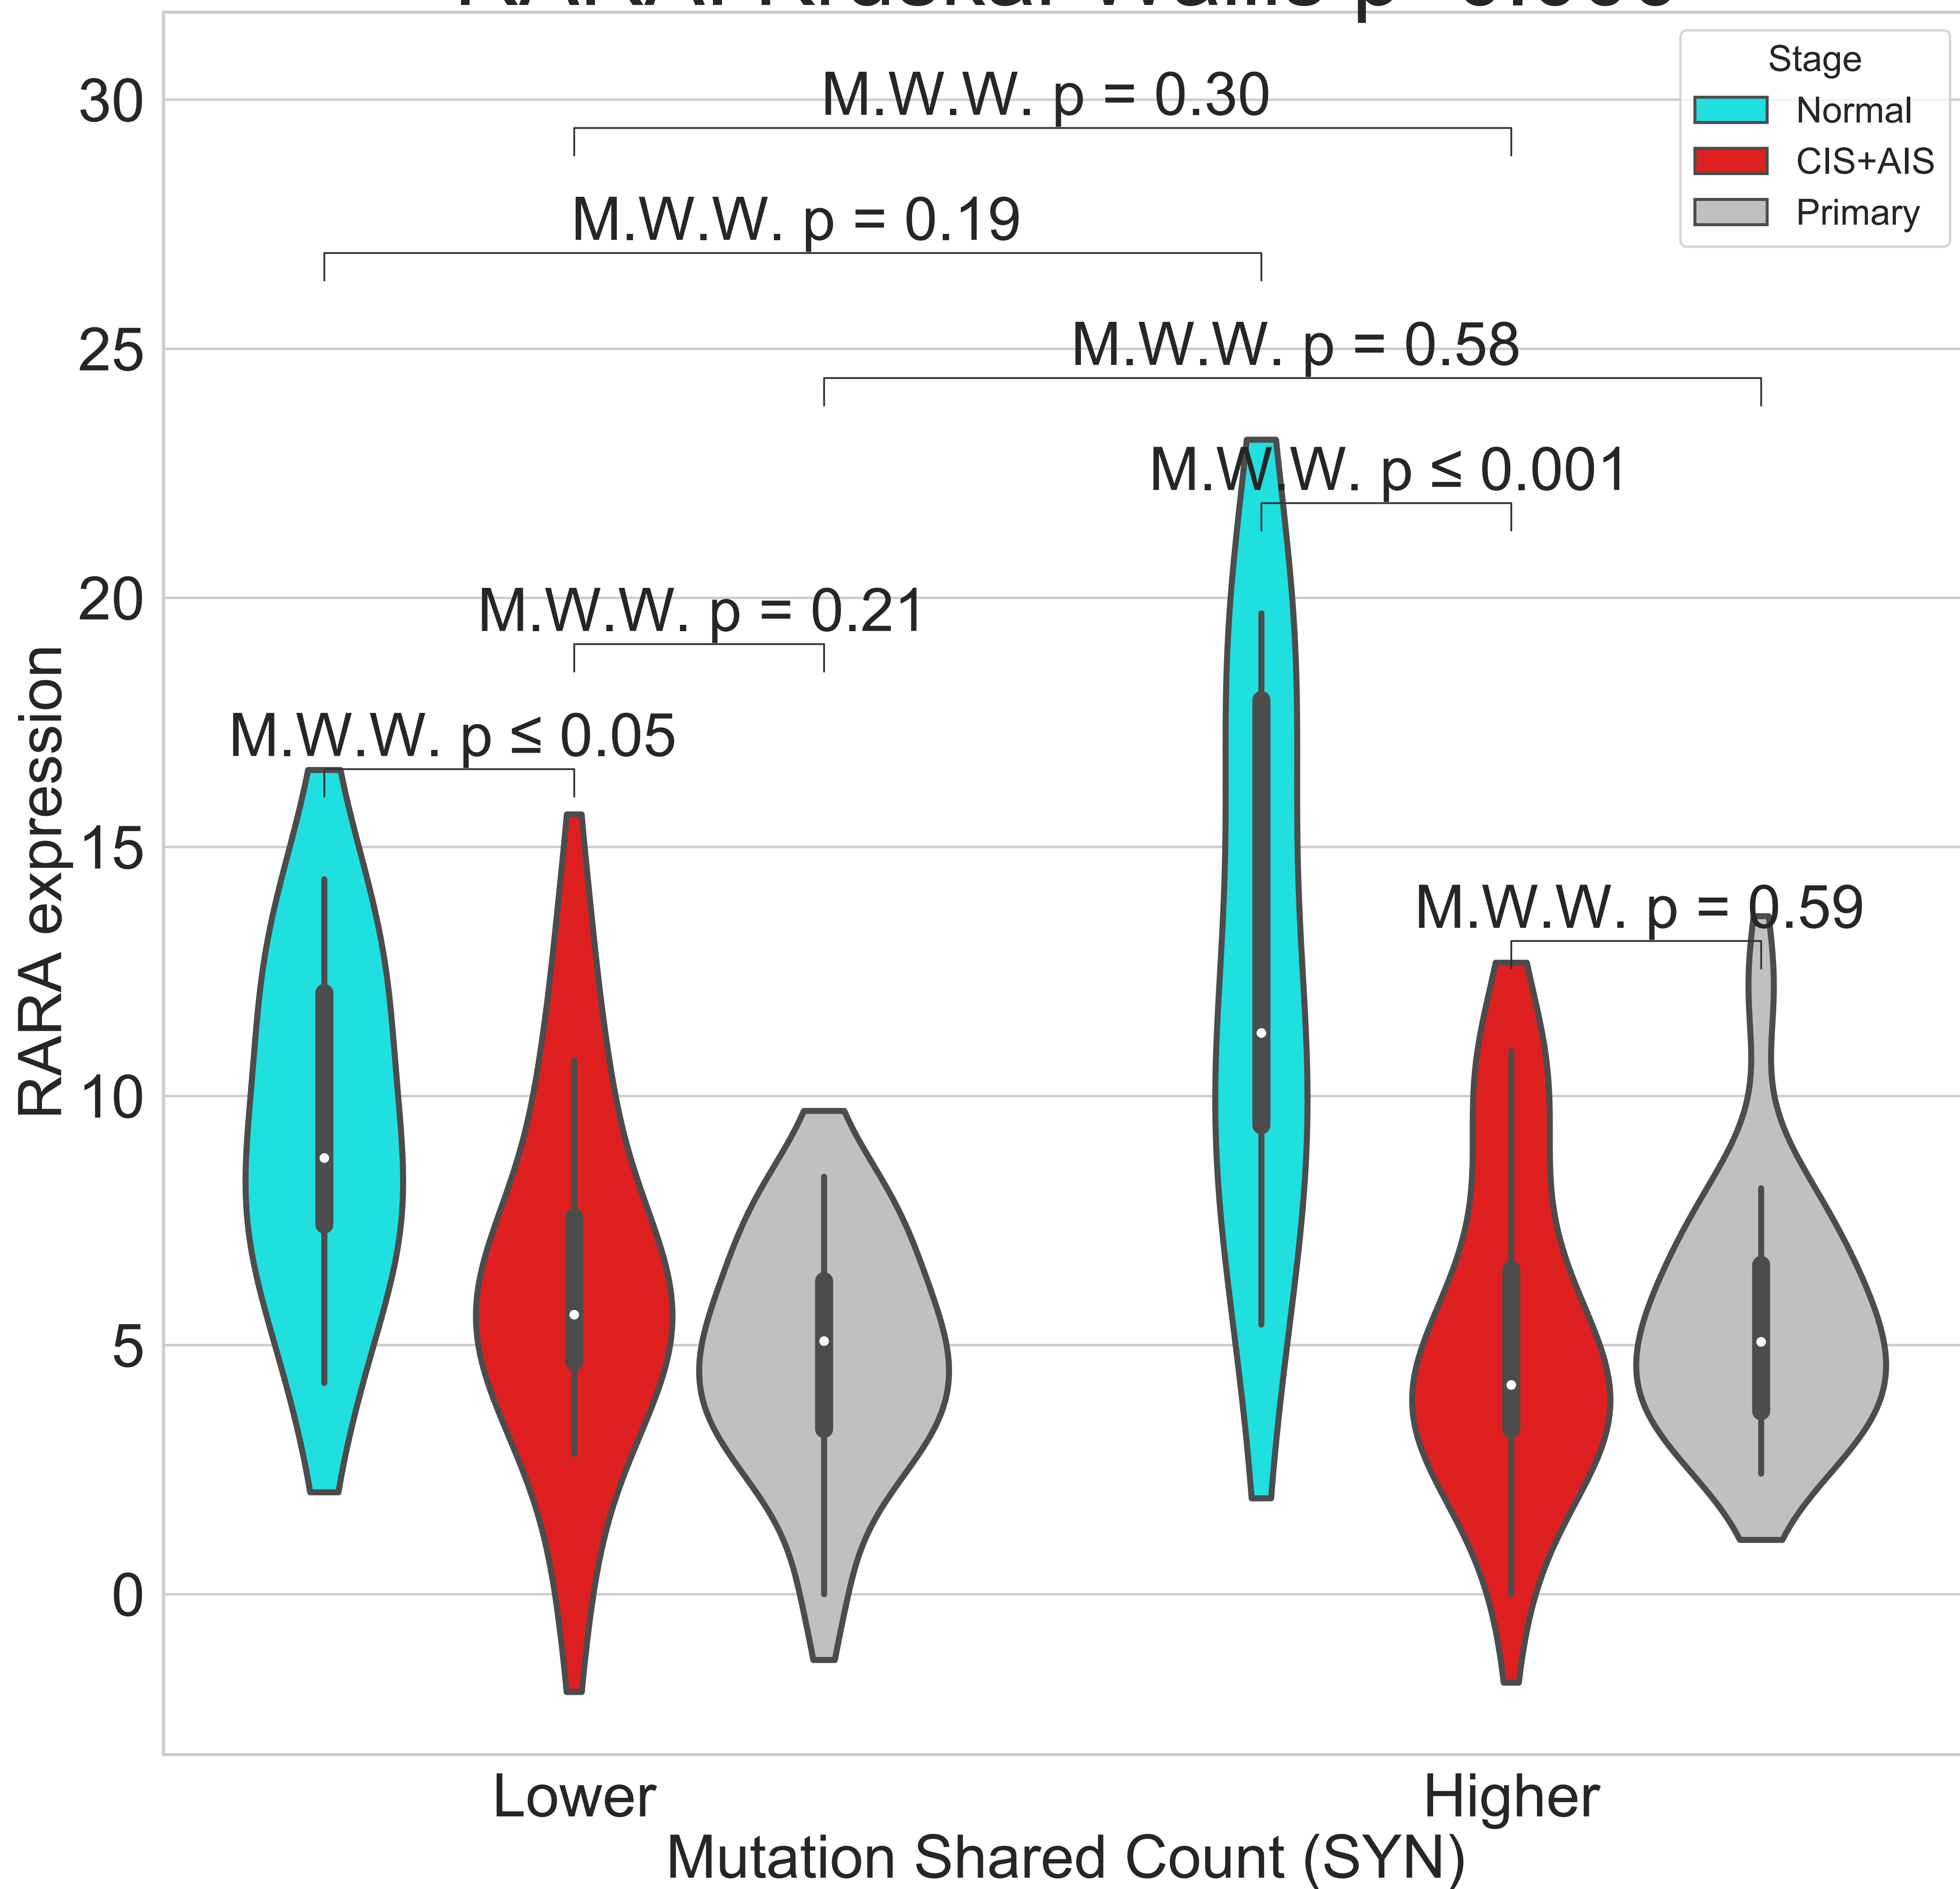 Stage
Normal
CIS+AIS
Primary
M.W.W. p = 0.30
M.W.W. p = 0.19
M.W.W. p = 0.58
M.W.W. p ≤ 0.001
M.W.W. p = 0.21
M.W.W. p ≤ 0.05
M.W.W. p = 0.59
30
25
20
15
10
5
0
RARA expression
Lower
Higher
Mutation Shared Count (SYN)